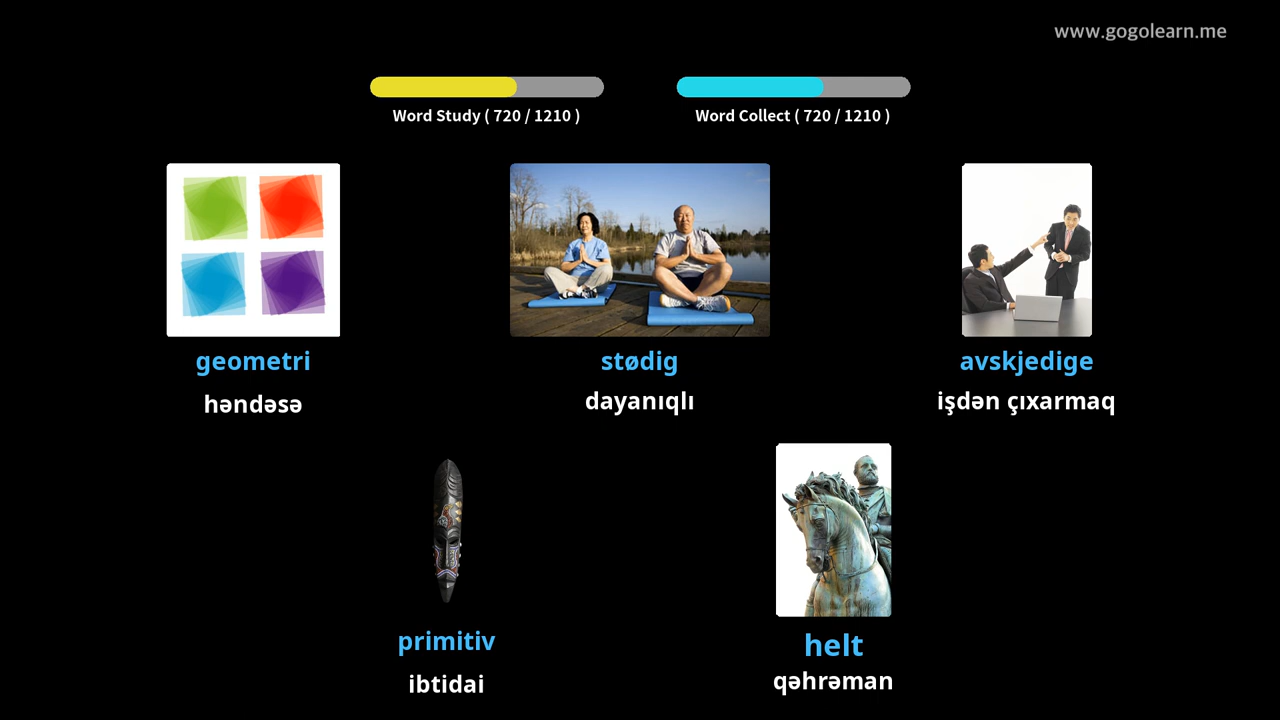 www.gogolearn.me
Word Study ( 720 / 1210 )
Word Collect ( 720 / 1210 )
geometri
həndəsə
stødig
dayanıqlı
avskjedige
işdən çıxarmaq
primitiv
ibtidai
helt
qəhrəman